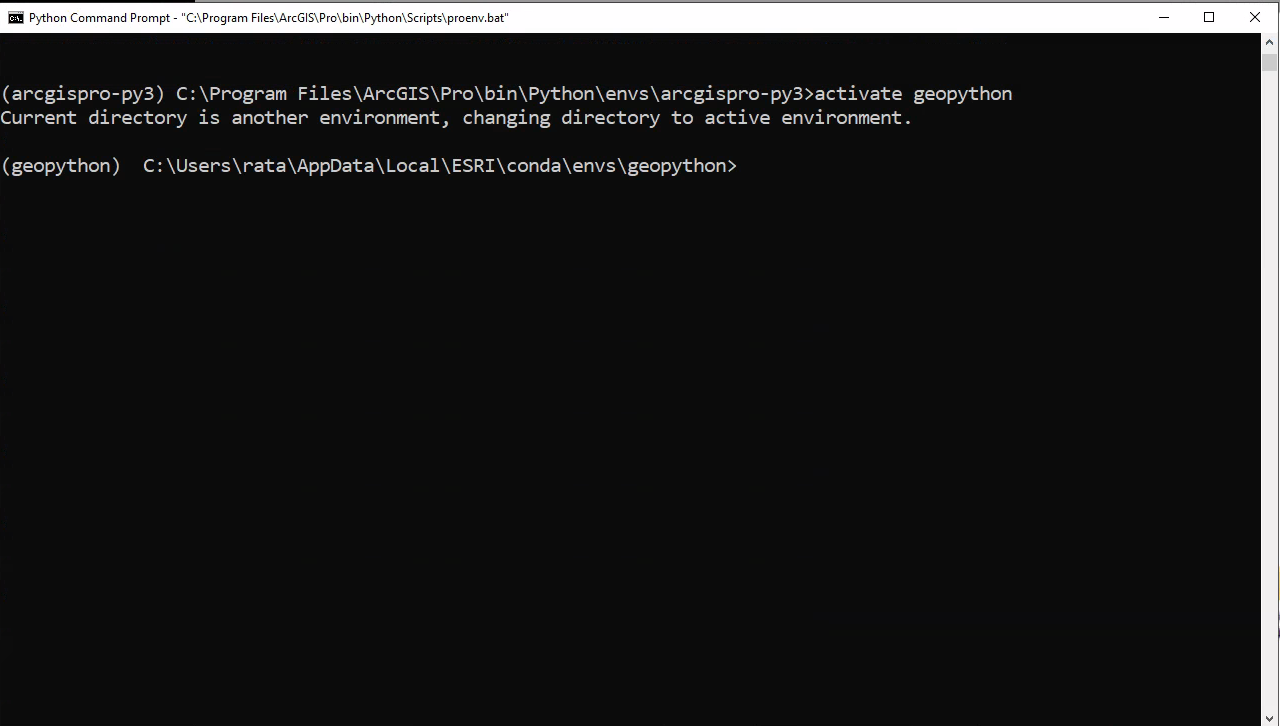 Python Command Prompt - "C:\Program Files\ArcGIS\Pro\bin\Python\Scripts\proenv.bat"
(arcgispro-py3) C:\Program Files\ArcGIS\Pro\bin\Python\envs\arcgispro-py3>activate geopython
Current directory is another environment, changing directory to active environment.
(geopython)  C:\Users\rata\AppData\Local\ESRI\conda\envs\geopython>